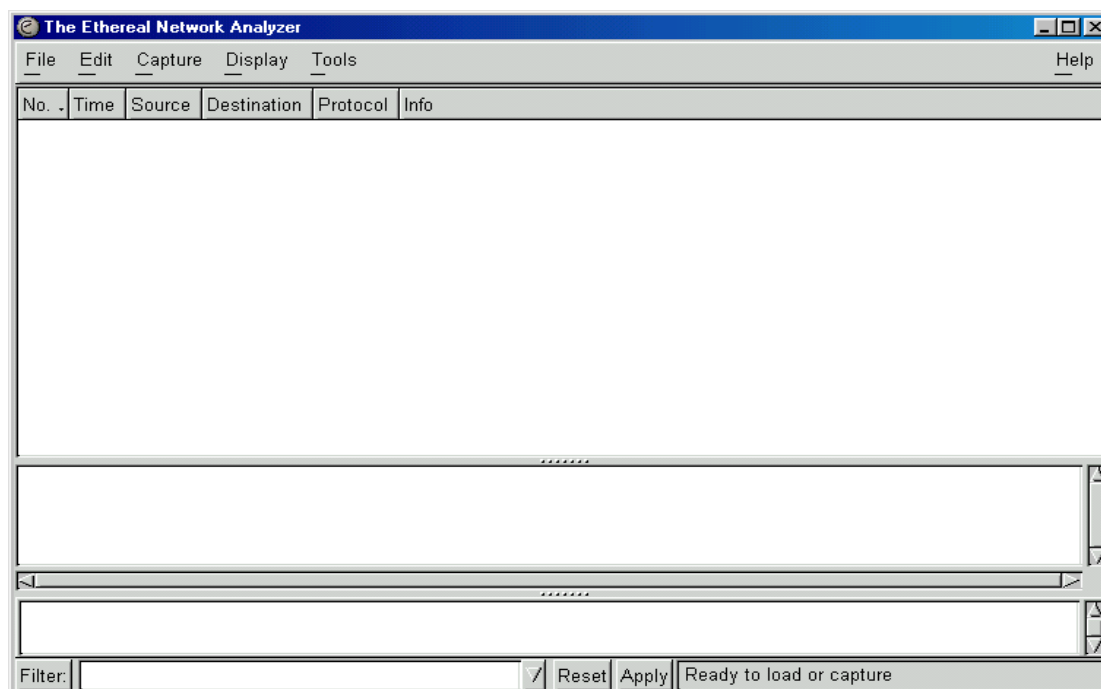 The Ethereal Network Analyzer
File Edit Capture Display Tools Help
No. Time Source Destination Protocol Info
Filter: Reset Apply Ready to load or capture